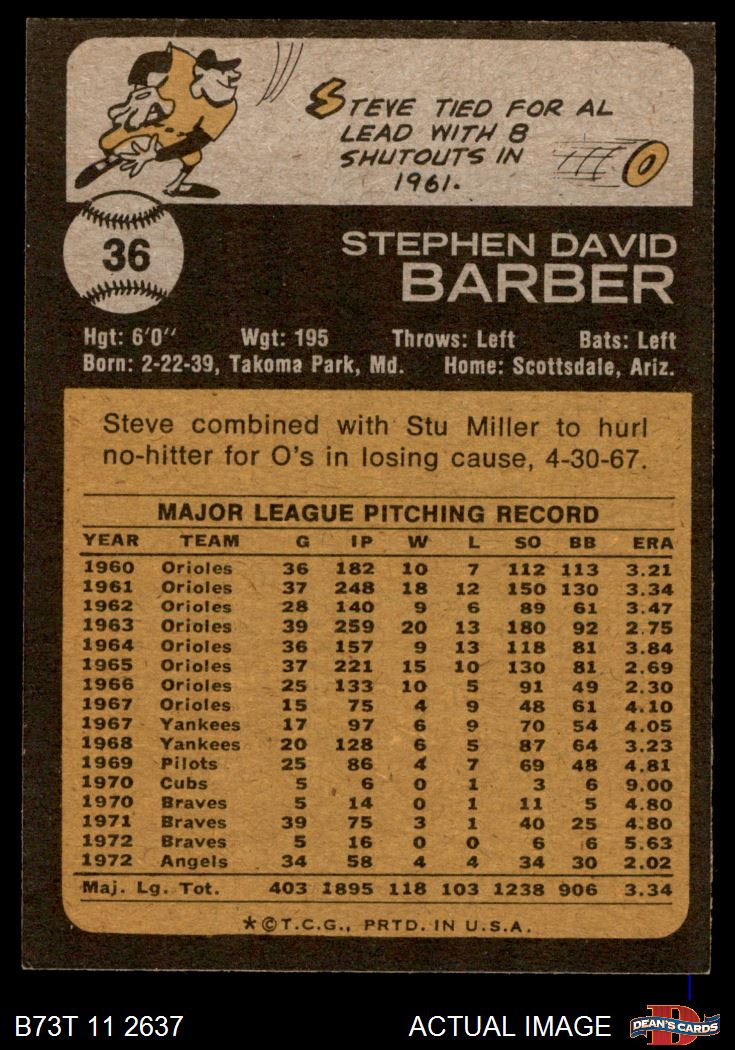 STEVE TIED FOR AL
LEAD WITH 8
SHUTOUTS IN
1961.
36
STEPHEN DAVID
BARBER
Hgt: 6'0" Wgt: 195 Throws: Left Bats: Left
Born: 2-22-39, Takoma Park, Md. Home: Scottsdale, Ariz.
Steve combined with Stu Miller to hurl
no-hitter for O's in losing cause, 4-30-67.
MAJOR LEAGUE PITCHING RECORD
YEAR TEAM G IP W L SO BB ERA
1960 Orioles 36 182 10 7 112 113 3.21
1961 Orioles 37 248 18 12 150 130 3.34
1962 Orioles 28 140 9 6 89 61 3.47
1963 Orioles 39 259 20 13 180 92 2.75
1964 Orioles 36 157 9 13 118 81 3.84
1965 Orioles 37 221 15 10 130 81 2.69
1966 Orioles 25 133 10 5 91 49 2.30
1967 Orioles 15 75 4 9 48 61 4.10
1967 Yankees 17 97 6 9 70 54 4.05
1968 Yankees 20 128 6 5 87 64 3.23
1969 Pilots 25 86 4 7 69 48 4.81
1970 Cubs 5 6 0 1 3 6 9.00
1970 Braves 5 14 0 1 11 5 4.80
1971 Braves 39 75 3 1 40 25 4.80
1972 Braves 5 16 0 0 6 6 5.63
1972 Angels 34 58 4 4 34 30 2.02
Maj. Lg. Tot. 403 1895 118 103 1238 906 3.34
*©T.C.G., PRTD. IN U.S.A.
B73T 11 2637 ACTUAL IMAGE DEAN'S CARDS